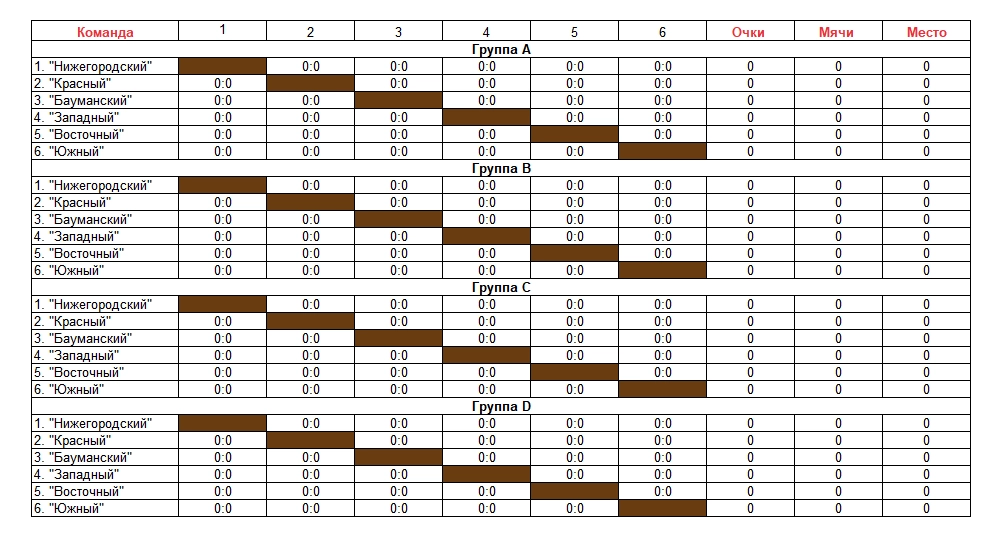 Команда 1 2 3 4 5 6 Очки Мячи Место
Группа А
1. "Нижегородский" 0:0 0:0 0:0 0:0 0:0 0 0 0
2. "Красный" 0:0 0:0 0:0 0:0 0:0 0 0 0
3. "Бауманский" 0:0 0:0 0:0 0:0 0:0 0 0 0
4. "Западный" 0:0 0:0 0:0 0:0 0:0 0 0 0
5. "Восточный" 0:0 0:0 0:0 0:0 0:0 0 0 0
6. "Южный" 0:0 0:0 0:0 0:0 0:0 0 0 0
Группа В
1. "Нижегородский" 0:0 0:0 0:0 0:0 0:0 0 0 0
2. "Красный" 0:0 0:0 0:0 0:0 0:0 0 0 0
3. "Бауманский" 0:0 0:0 0:0 0:0 0:0 0 0 0
4. "Западный" 0:0 0:0 0:0 0:0 0:0 0 0 0
5. "Восточный" 0:0 0:0 0:0 0:0 0:0 0 0 0
6. "Южный" 0:0 0:0 0:0 0:0 0:0 0 0 0
Группа С
1. "Нижегородский" 0:0 0:0 0:0 0:0 0:0 0 0 0
2. "Красный" 0:0 0:0 0:0 0:0 0:0 0 0 0
3. "Бауманский" 0:0 0:0 0:0 0:0 0:0 0 0 0
4. "Западный" 0:0 0:0 0:0 0:0 0:0 0 0 0
5. "Восточный" 0:0 0:0 0:0 0:0 0:0 0 0 0
6. "Южный" 0:0 0:0 0:0 0:0 0:0 0 0 0
Группа D
1. "Нижегородский" 0:0 0:0 0:0 0:0 0:0 0 0 0
2. "Красный" 0:0 0:0 0:0 0:0 0:0 0 0 0
3. "Бауманский" 0:0 0:0 0:0 0:0 0:0 0 0 0
4. "Западный" 0:0 0:0 0:0 0:0 0:0 0 0 0
5. "Восточный" 0:0 0:0 0:0 0:0 0:0 0 0 0
6. "Южный" 0:0 0:0 0:0 0:0 0:0 0 0 0